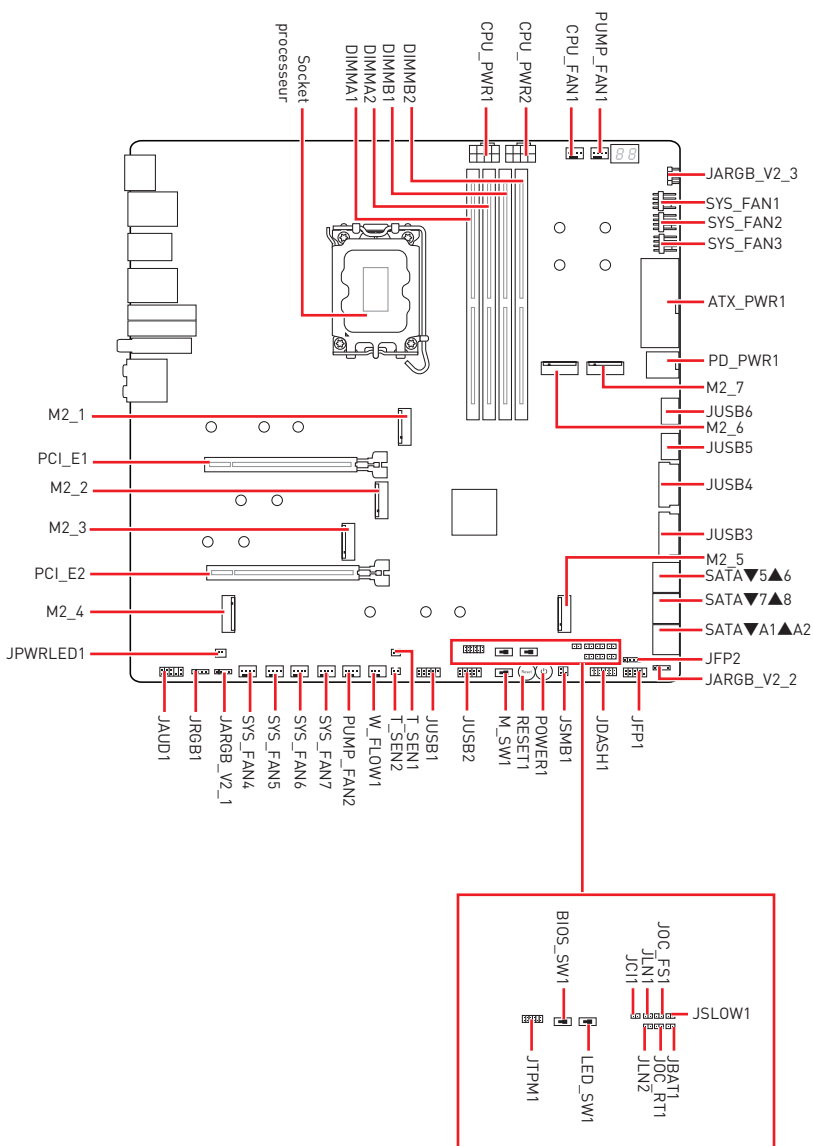 Socket
processeur
DIMMA1
DIMMA2
DIMMB1
DIMMB2
CPU_PWR1
CPU_PWR2
CPU_FAN1
PUMP_FAN1
JARGB_V2_3
SYS_FAN1
SYS_FAN2
SYS_FAN3
ATX_PWR1
PD_PWR1
M2_7
JUSB6
M2_6
JUSB5
JUSB4
JUSB3
M2_5
SATA▼5▲6
SATA▼7▲8
SATA▼A1▲A2
JFP2
JARGB_V2_2
M2_1
PCI_E1
M2_2
M2_3
PCI_E2
M2_4
JPWRLED1
88
Reset
JAUD1
JRGB1
JARGB_V2_1
SYS_FAN4
SYS_FAN5
SYS_FAN6
SYS_FAN7
PUMP_FAN2
W_FLOW1
T_SEN2
T_SEN1
JUSB1
JUSB2
M_SW1
RESET1
POWER1
JSMB1
JDASH1
JFP1
BIOS_SW1
JCI1
JLN1
JOC_FS1
JSLOW1
JTPM1
LED_SW1
JLN2
JOC_RT1
JBAT1